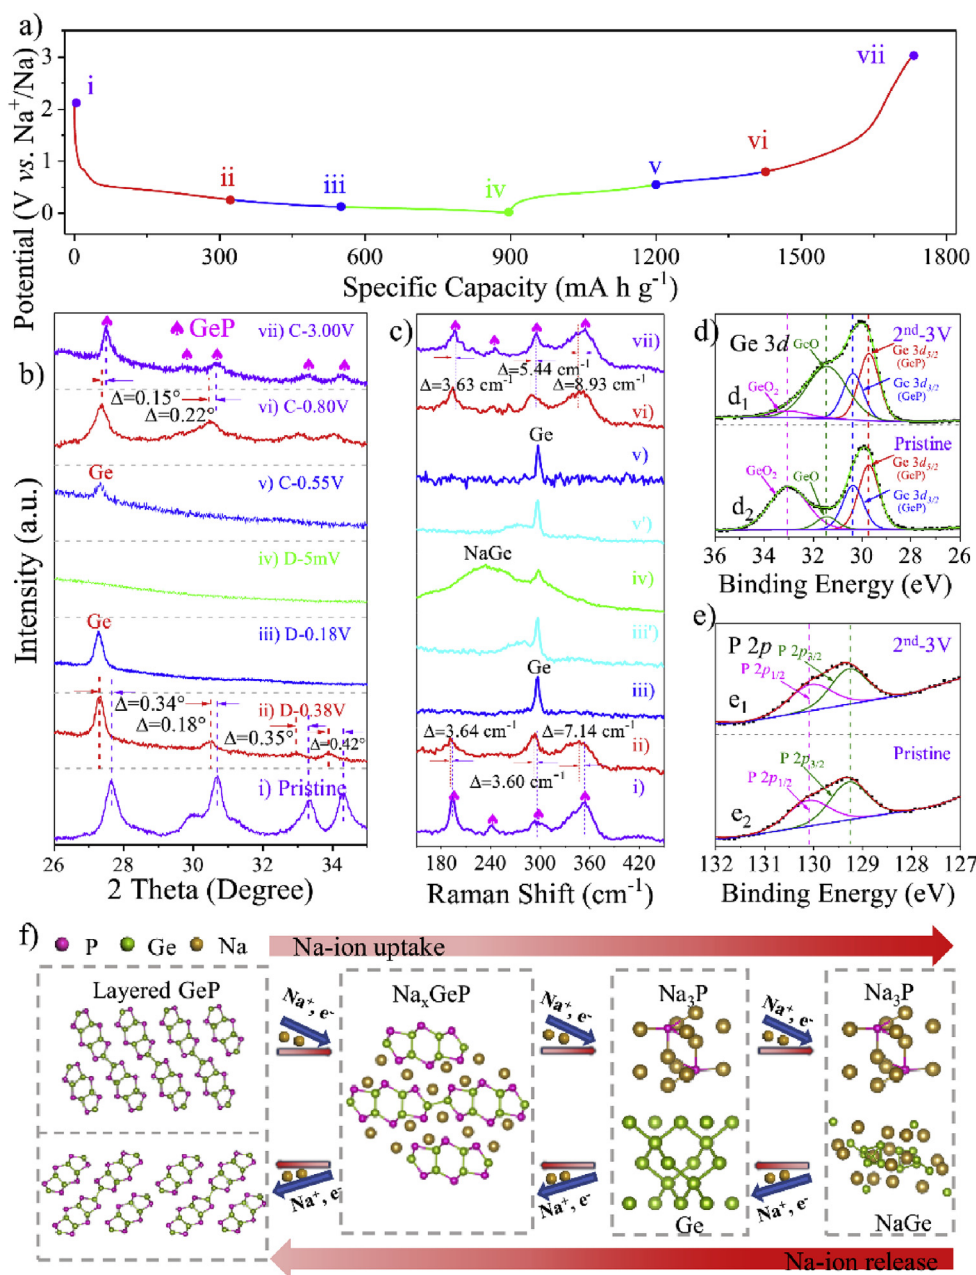 a)
Potential (V vs. Na⁺/Na)
3
2
1
0
i
ii
iii
iv
v
vi
vii
0 300 600 900 1200 1500 1800
Specific Capacity (mA h g⁻¹)
b)
Intensity (a.u.)
vii) C-3.00V
♠ GeP
Δ=0.15°
Δ=0.22°
vi) C-0.80V
Ge
v) C-0.55V
iv) D-5mV
Ge
iii) D-0.18V
Δ=0.34°
Δ=0.18°
ii) D-0.38V
Δ=0.35°
Δ=0.42°
i) Pristine
26 28 30 32 34
2 Theta (Degree)
c)
vii)
Δ=3.63 cm⁻¹
Δ=5.44 cm⁻¹
Δ=8.93 cm⁻¹
vi)
Ge
v)
v')
NaGe
iv)
iii')
Ge
iii)
Δ=3.64 cm⁻¹
Δ=7.14 cm⁻¹
ii)
Δ=3.60 cm⁻¹
i)
180 240 300 360 420
Raman Shift (cm⁻¹)
d)
Ge 3d
2ⁿᵈ-3V
GeO
Ge 3d₅/₂
(GeP)
GeO₂
Ge 3d₃/₂
(GeP)
d₁
Pristine
Ge 3d₅/₂
(GeP)
GeO₂
GeO
Ge 3d₃/₂
(GeP)
d₂
36 34 32 30 28 26
Binding Energy (eV)
e)
P 2p
2ⁿᵈ-3V
P 2p₃/₂
P 2p₁/₂
e₁
Pristine
P 2p₃/₂
P 2p₁/₂
e₂
132 131 130 129 128 127
Binding Energy (eV)
f)
P Ge Na
Na-ion uptake
Layered GeP
NaₓGeP
Na₃P
Na₃P
Na⁺, e⁻
Na⁺, e⁻
Na⁺, e⁻
Na⁺, e⁻
Na⁺, e⁻
Na⁺, e⁻
Ge
NaGe
Na-ion release